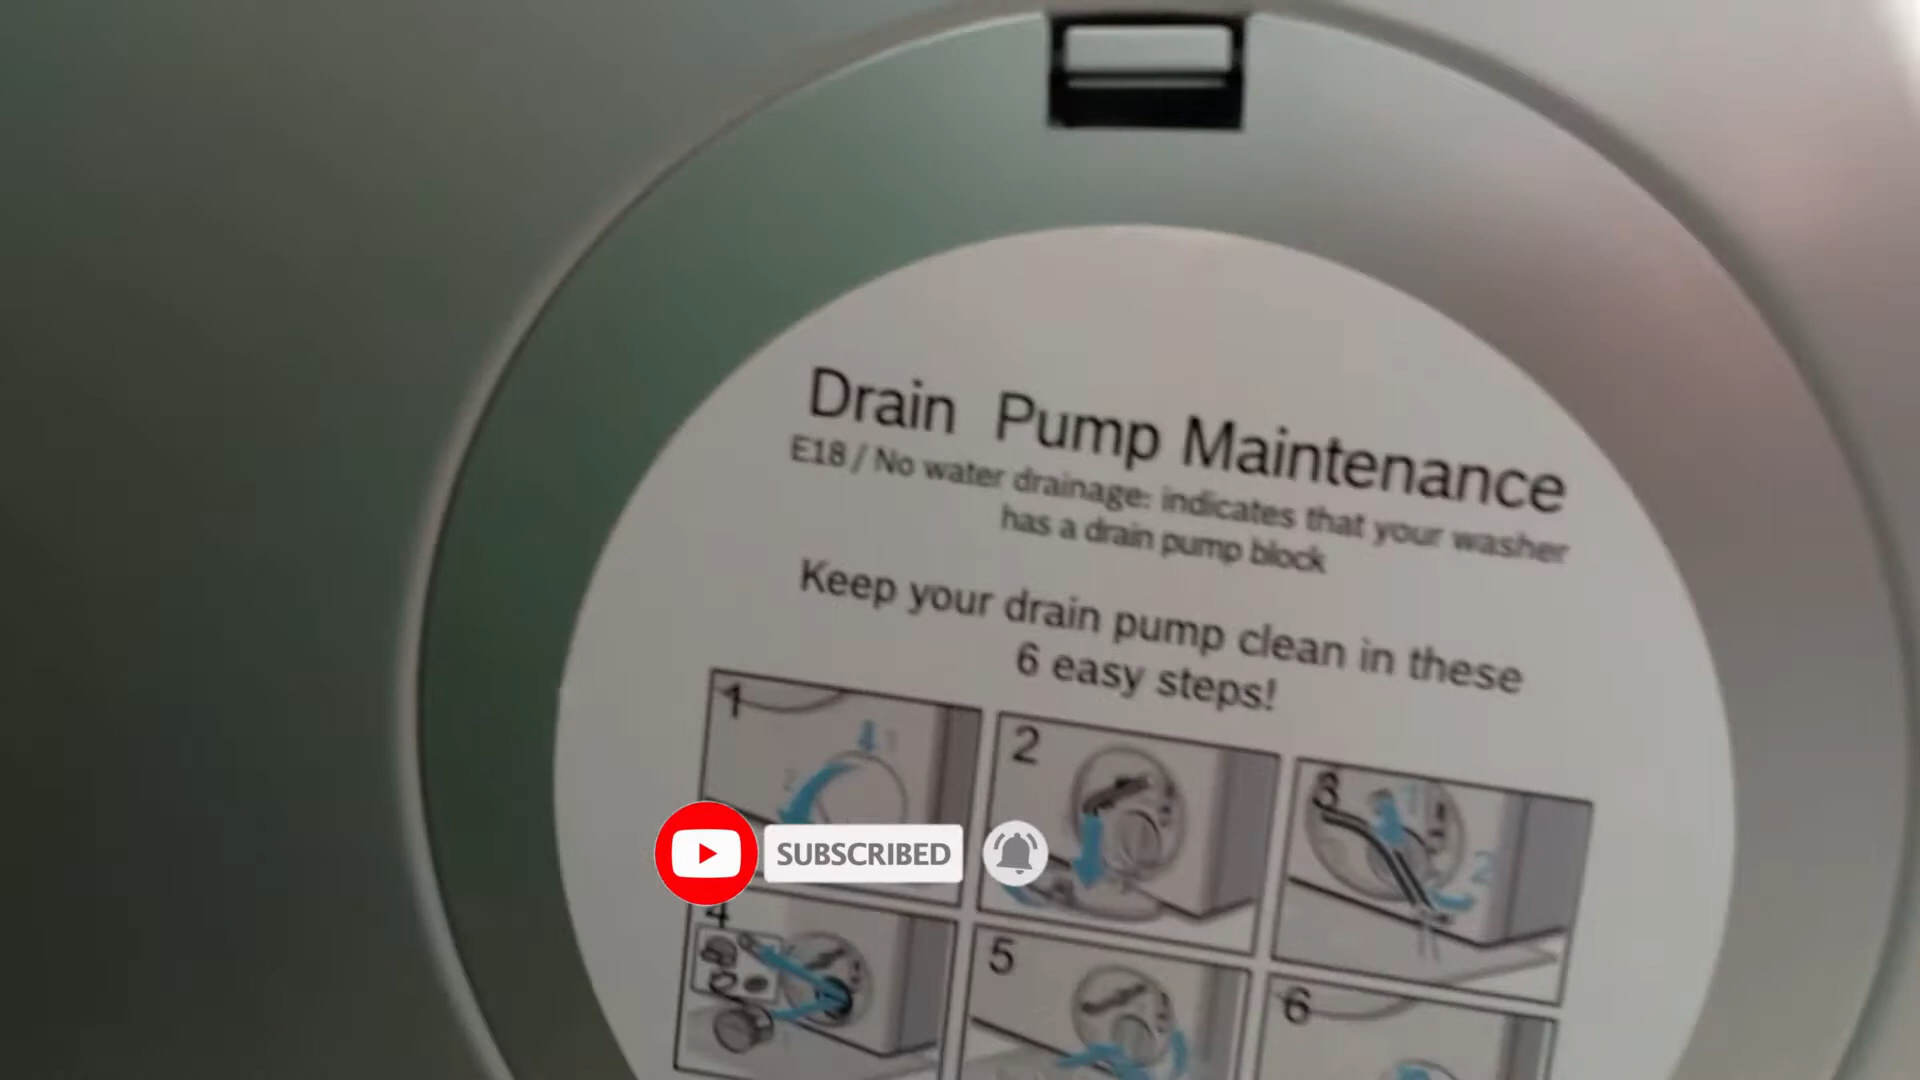 Drain Pump Maintenance
E18 / No water drainage: indicates that your washer
has a drain pump block
Keep your drain pump clean in these
6 easy steps!
1
2
3
SUBSCRIBED
4
5
6